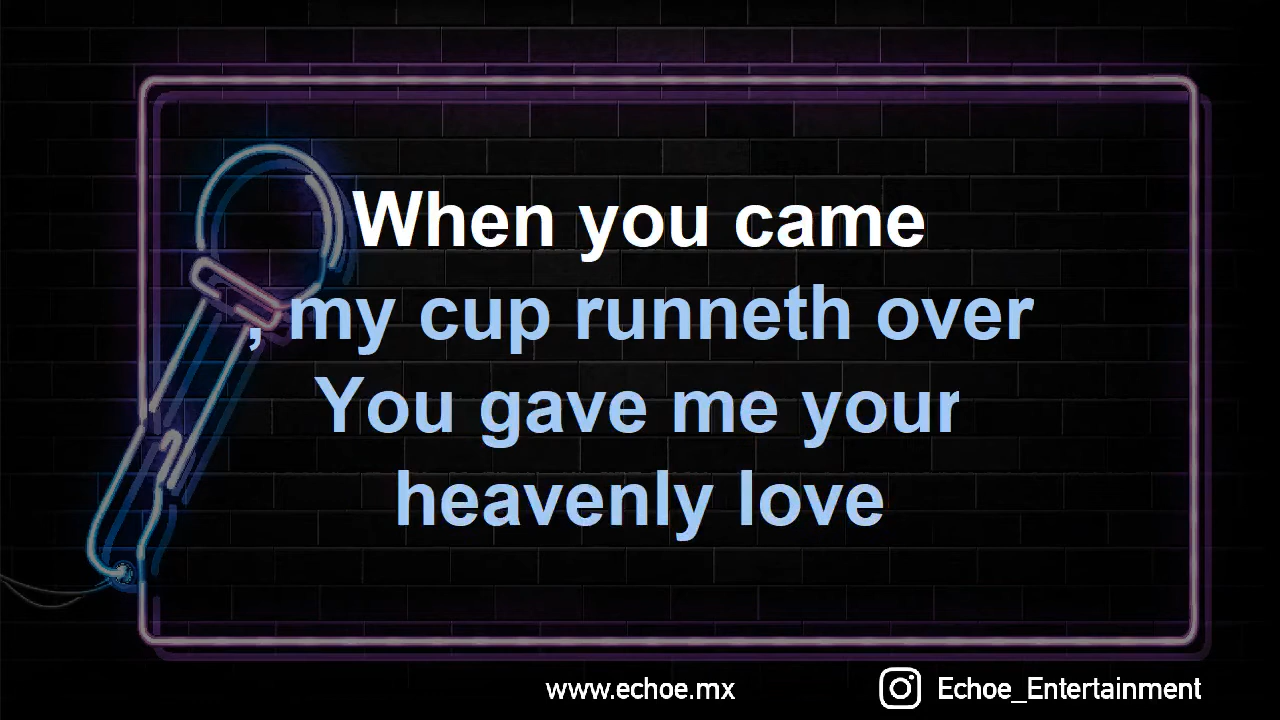 When you came
, my cup runneth over
You gave me your
heavenly love
www.echoe.mx
Echoe_Entertainment